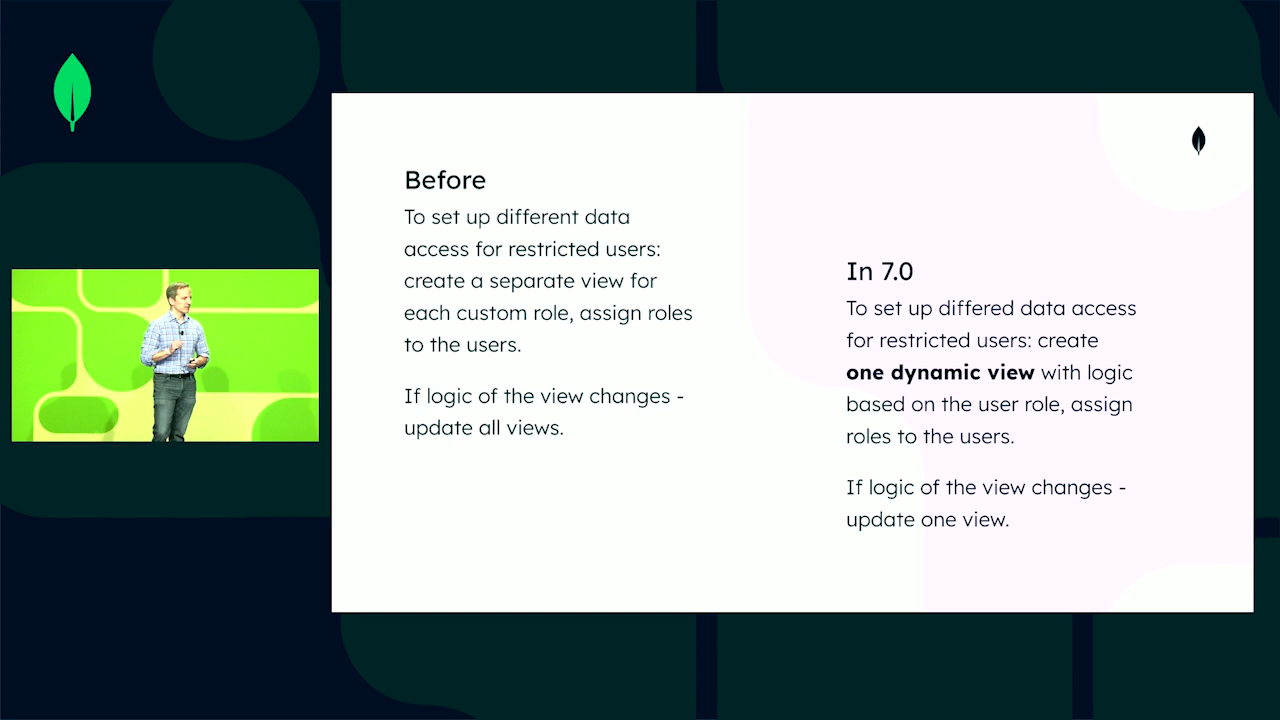 Before
To set up different data
access for restricted users:
create a separate view for
each custom role, assign roles
to the users.
If logic of the view changes -
update all views.
In 7.0
To set up differed data access
for restricted users: create
one dynamic view with logic
based on the user role, assign
roles to the users.
If logic of the view changes -
update one view.